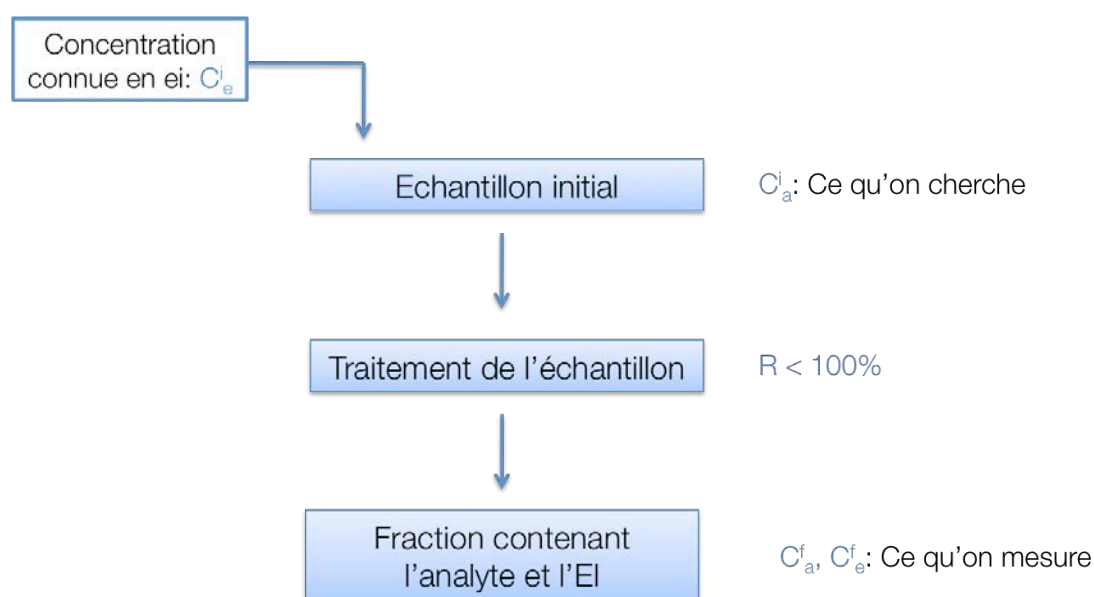 Concentration
connue en ei: Cⁱₑ
Echantillon initial
Cⁱₐ: Ce qu’on cherche
Traitement de l’échantillon
R < 100%
Fraction contenant
l’analyte et l’EI
Cᶠₐ, Cᶠₑ: Ce qu’on mesure